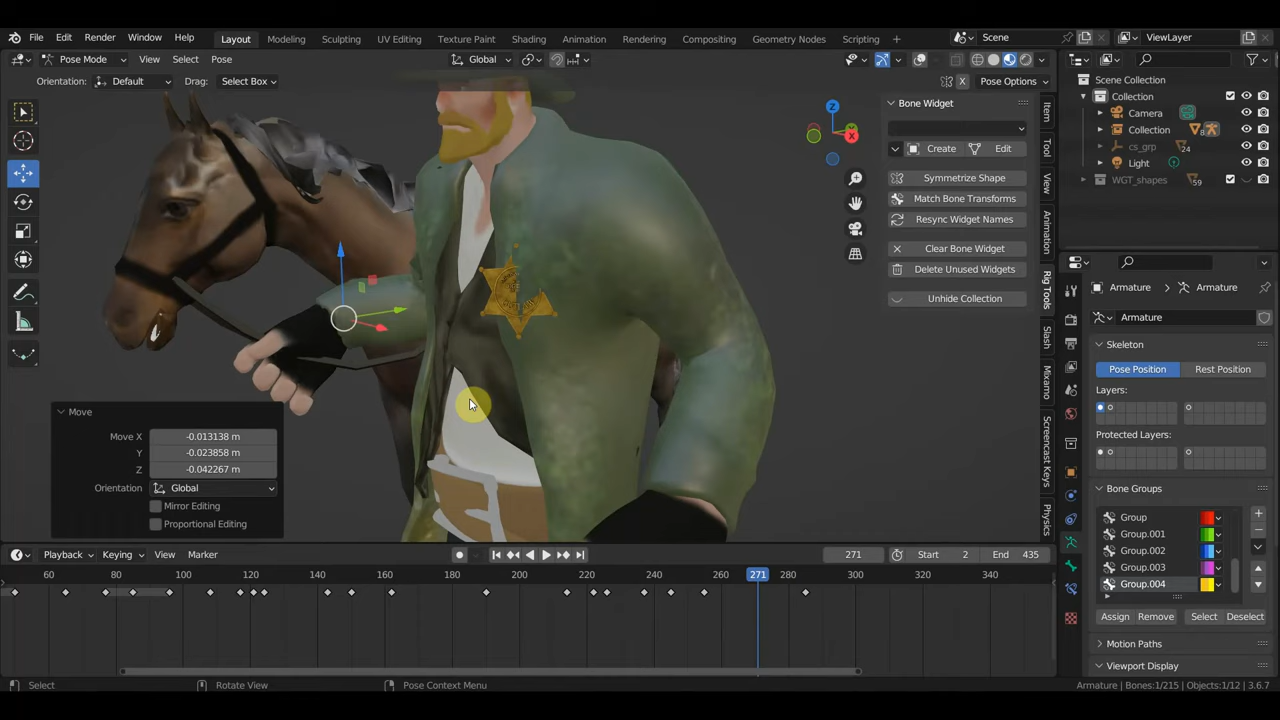 File Edit Render Window Help Layout Modeling Sculpting UV Editing Texture Paint Shading Animation Rendering Compositing Geometry Nodes Scripting + Scene ViewLayer
Pose Mode View Select Pose Global
Orientation: Default Drag: Select Box X Pose Options
Z
X
Bone Widget
Create Edit
Symmetrize Shape
Match Bone Transforms
Resync Widget Names
Clear Bone Widget
Delete Unused Widgets
Unhide Collection
Item
Tool
View
Animation
Rig Tools
Slash
Mixamo
Screencast Keys
Physics
Scene Collection
Collection
Camera
Collection 8
cs_grp 24
Light
WGT_shapes 59
Armature > Armature
Armature
Skeleton
Pose Position Rest Position
Layers:
Protected Layers:
Bone Groups
Group
Group.001
Group.002
Group.003
Group.004
Assign Remove Select Deselect
Motion Paths
Viewport Display
Move
Move X -0.013138 m
Y -0.023858 m
Z -0.042267 m
Orientation Global
Mirror Editing
Proportional Editing
Playback Keying View Marker 271 Start 2 End 435
60 80 100 120 140 160 180 200 220 240 260 271 280 300 320 340
Select Rotate View Pose Context Menu Armature | Bones:1/215 | Objects:1/12 | 3.6.7